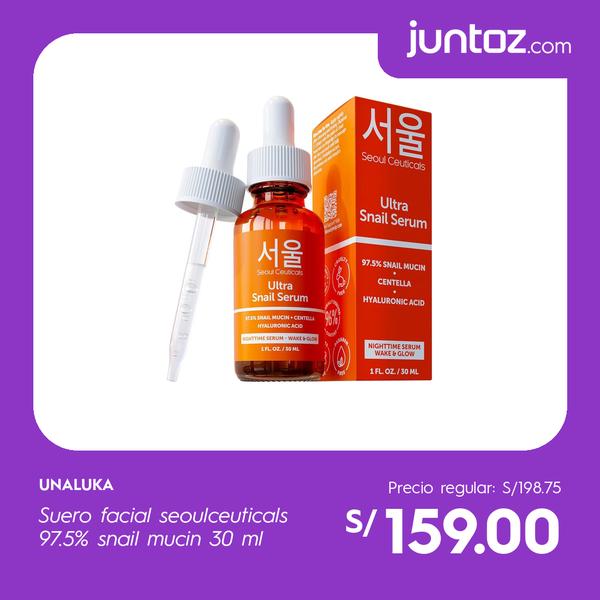 juntoz.com
서울
Seoul Ceuticals
Ultra
Snail Serum
97.5% SNAIL MUCIN
•
CENTELLA
•
HYALURONIC ACID
NIGHTTIME SERUM
WAKE & GLOW
1 FL. OZ. / 30 ML
서울
Seoul Ceuticals
Ultra
Snail Serum
97.5% SNAIL MUCIN • CENTELLA
HYALURONIC ACID
NIGHTTIME SERUM - WAKE & GLOW
1 FL. OZ. / 30 ML
UNALUKA
Suero facial seoulceuticals
97.5% snail mucin 30 ml
Precio regular: S/198.75
S/159.00